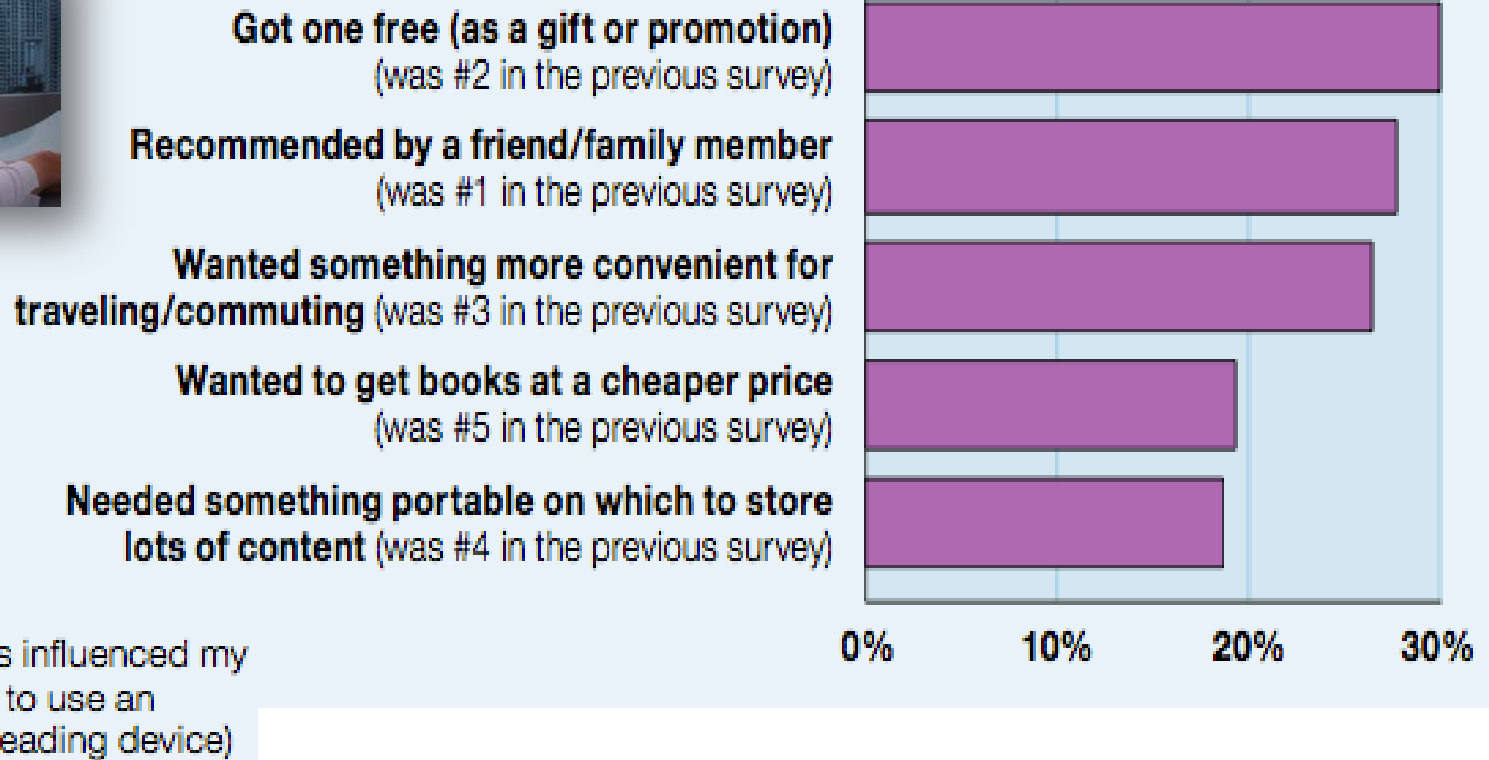 Got one free (as a gift or promotion)
(was #2 in the previous survey)
Recommended by a friend/family member
(was #1 in the previous survey)
Wanted something more convenient for
traveling/commuting (was #3 in the previous survey)
Wanted to get books at a cheaper price
(was #5 in the previous survey)
Needed something portable on which to store
lots of content (was #4 in the previous survey)
0% 10% 20% 30%
s influenced my
to use an
eading device)